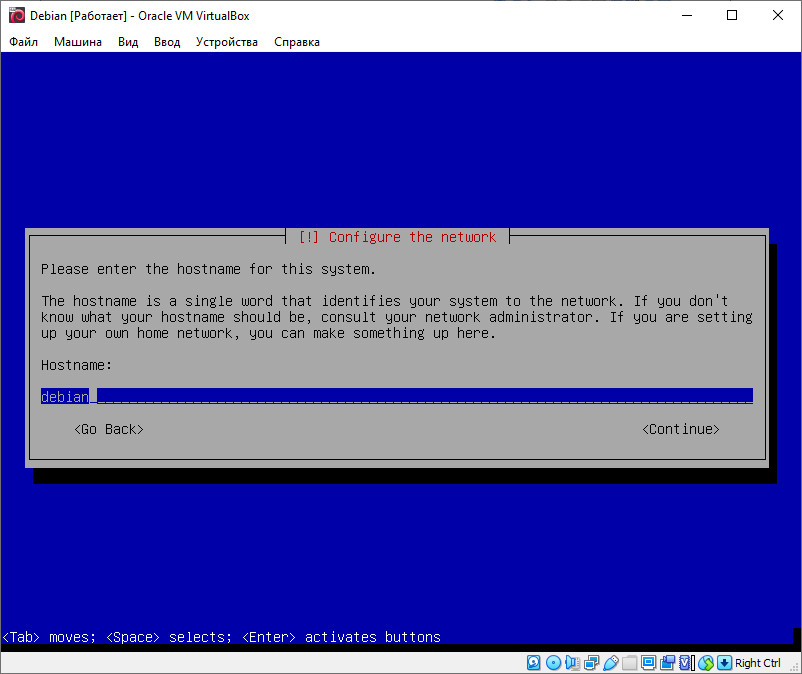 Debian [Работает] - Oracle VM VirtualBox
Файл Машина Вид Ввод Устройства Справка
[!] Configure the network
Please enter the hostname for this system.
The hostname is a single word that identifies your system to the network. If you don't
know what your hostname should be, consult your network administrator. If you are setting
up your own home network, you can make something up here.
Hostname:
debian
<Go Back> <Continue>
<Tab> moves; <Space> selects; <Enter> activates buttons
Right Ctrl